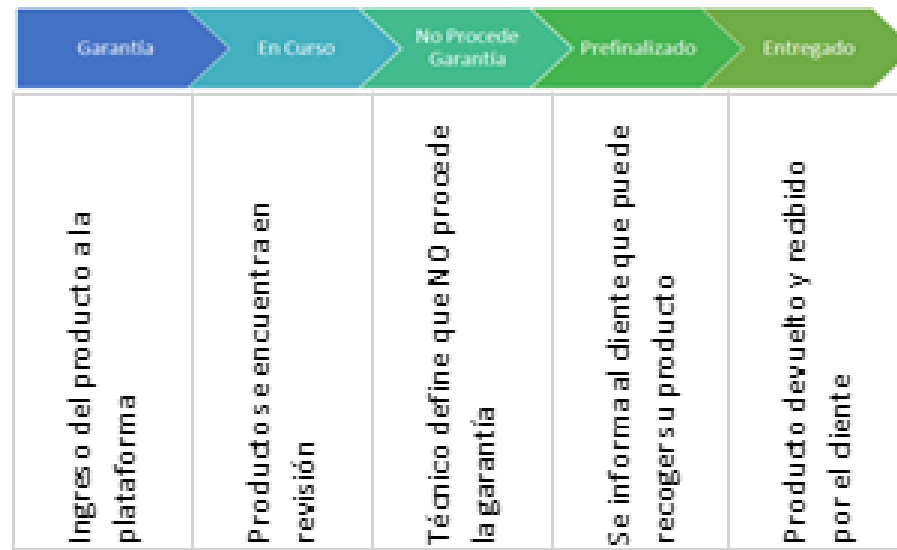 Garantía
En Curso
No Procede
Garantía
Prefinalizado
Entregado
Ingreso del producto a la
plataforma
Producto se encuentra en
revisión
Técnico define que NO procede
la garantía
Se informa al cliente que puede
recoger su producto
Producto devuelto y recibido
por el cliente